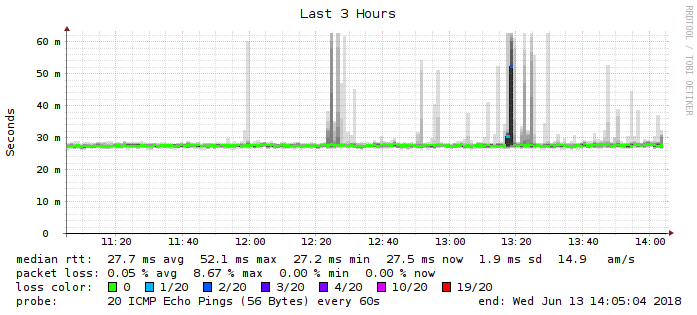 Last 3 Hours
RRDTOOL / TOBI OETIKER
Seconds
60 m
50 m
40 m
30 m
20 m
10 m
0
11:20 11:40 12:00 12:20 12:40 13:00 13:20 13:40 14:00
median rtt: 27.7 ms avg 52.1 ms max 27.2 ms min 27.5 ms now 1.9 ms sd 14.9 am/s
packet loss: 0.05 % avg 8.67 % max 0.00 % min 0.00 % now
loss color: 0 1/20 2/20 3/20 4/20 10/20 19/20
probe: 20 ICMP Echo Pings (56 Bytes) every 60s end: Wed Jun 13 14:05:04 2018